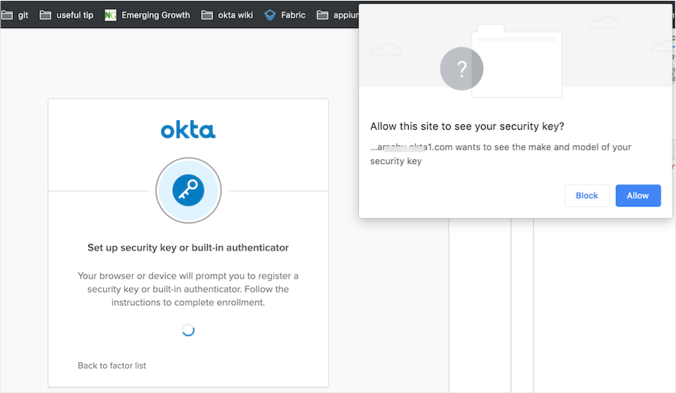 git
useful tip
Emerging Growth
okta wiki
Fabric
?
Allow this site to see your security key?
okta1.com wants to see the make and model of your
security key
Block
Allow
okta
Set up security key or built-in authenticator
Your browser or device will prompt you to register a
security key or built-in authenticator. Follow the
instructions to complete enrollment.
Back to factor list